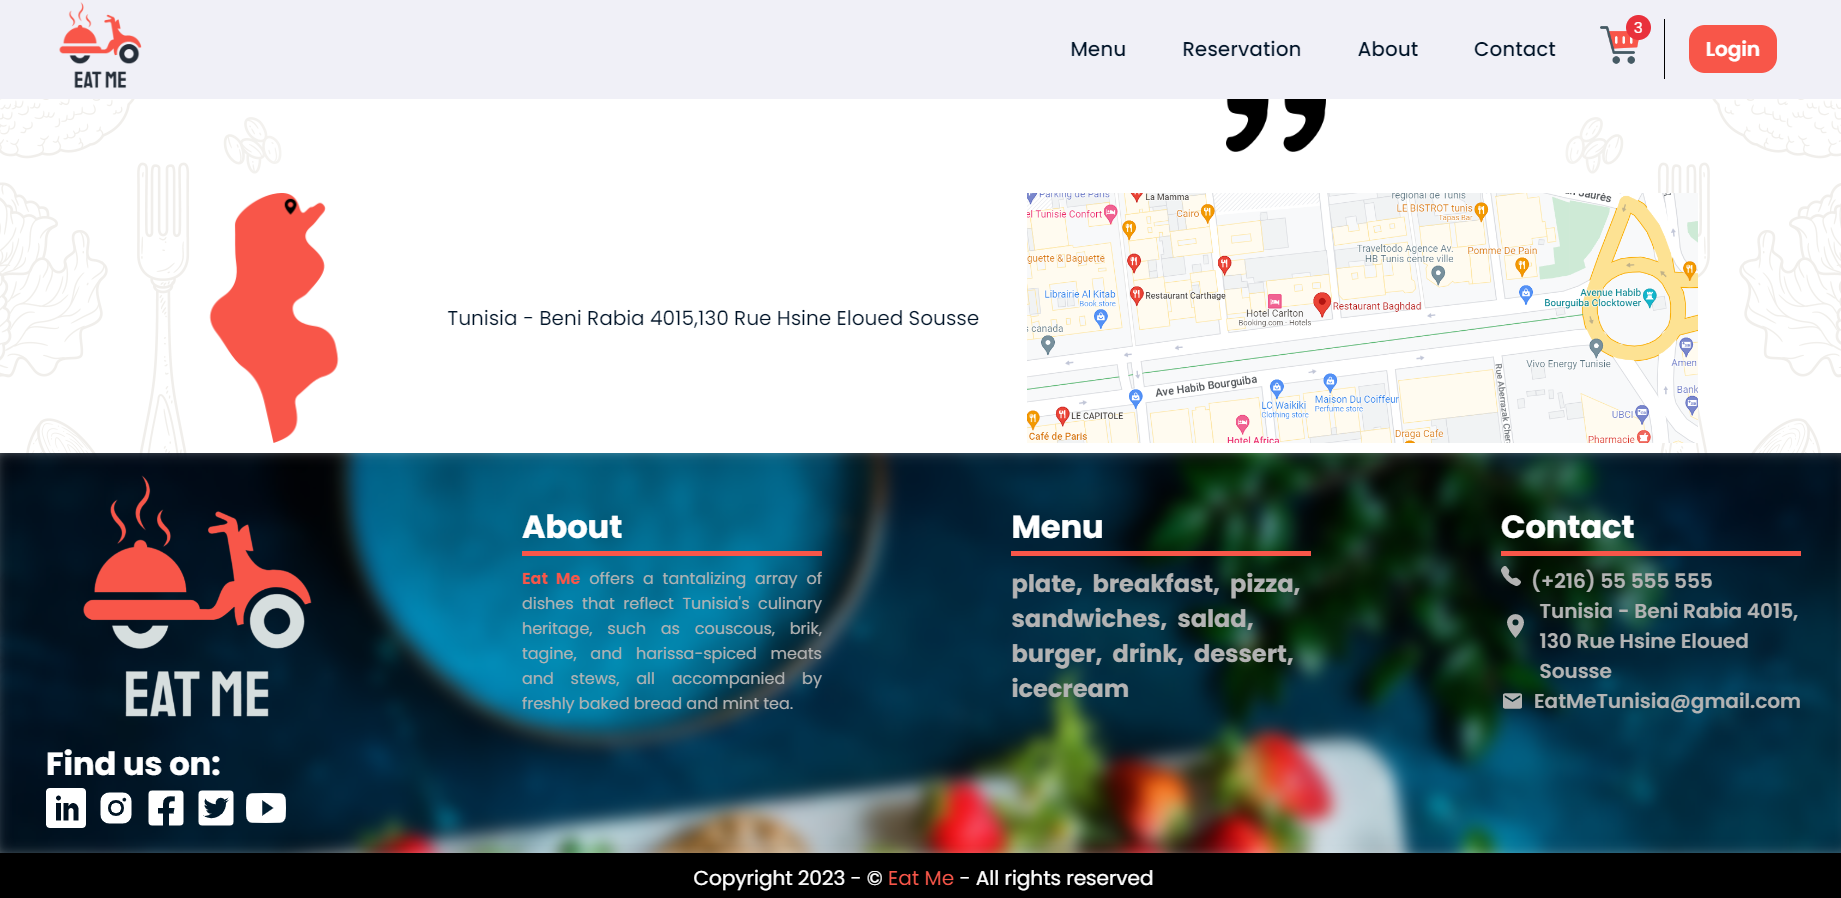 EAT ME
Menu
Reservation
About
Contact
3
Login
Tunisia - Beni Rabia 4015,130 Rue Hsine Eloued Sousse
Parking de Paris
La Mamma
régional de Tunis
Jaurès
el Tunisie Confort
Cairo
LE BISTROT tunis
Tapas Bar
Traveltodo Agence Av.
HB Tunis centre ville
Pomme De Pain
guette & Baguette
Librairie Al Kitab
Book store
Restaurant Carthage
Avenue Habib
Bourguiba Clocktower
Hotel Carlton
Booking.com · Hotels
Restaurant Baghdad
s canada
Vivo Energy Tunisie
Amen
Ave Habib Bourguiba
Rue Abderrazak Cher
LC Waikiki
Clothing store
Maison Du Coiffeur
Perfume store
Bank
LE CAPITOLE
UBCI
Café de Paris
Hotel Africa
Draga Cafe
Pharmacie
EAT ME
Find us on:
in
About
Eat Me offers a tantalizing array of
dishes that reflect Tunisia's culinary
heritage, such as couscous, brik,
tagine, and harissa-spiced meats
and stews, all accompanied by
freshly baked bread and mint tea.
Menu
plate, breakfast, pizza,
sandwiches, salad,
burger, drink, dessert,
icecream
Contact
(+216) 55 555 555
Tunisia - Beni Rabia 4015,
130 Rue Hsine Eloued
Sousse
EatMeTunisia@gmail.com
Copyright 2023 - © Eat Me - All rights reserved